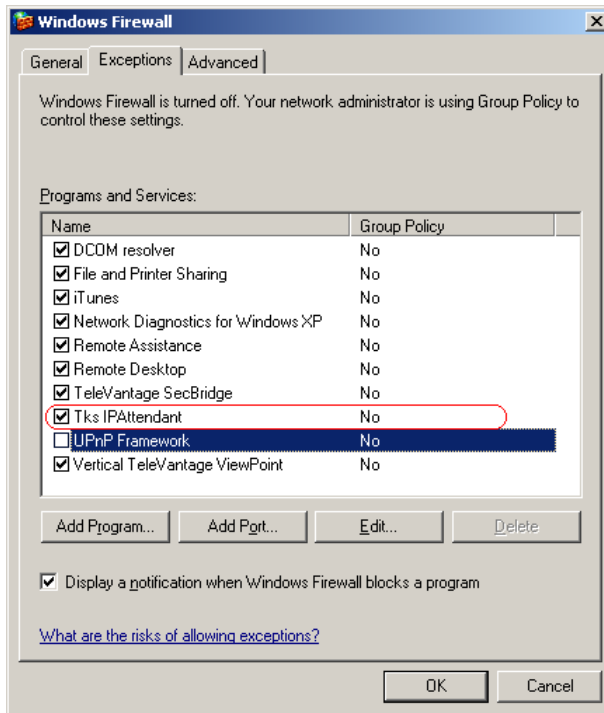 Windows Firewall
General Exceptions Advanced
Windows Firewall is turned off. Your network administrator is using Group Policy to
control these settings.
Programs and Services:
Name Group Policy
DCOM resolver No
File and Printer Sharing No
iTunes No
Network Diagnostics for Windows XP No
Remote Assistance No
Remote Desktop No
TeleVantage SecBridge No
Tks IPAttendant No
UPnP Framework No
Vertical TeleVantage ViewPoint No
Add Program... Add Port... Edit... Delete
Display a notification when Windows Firewall blocks a program
What are the risks of allowing exceptions?
OK Cancel